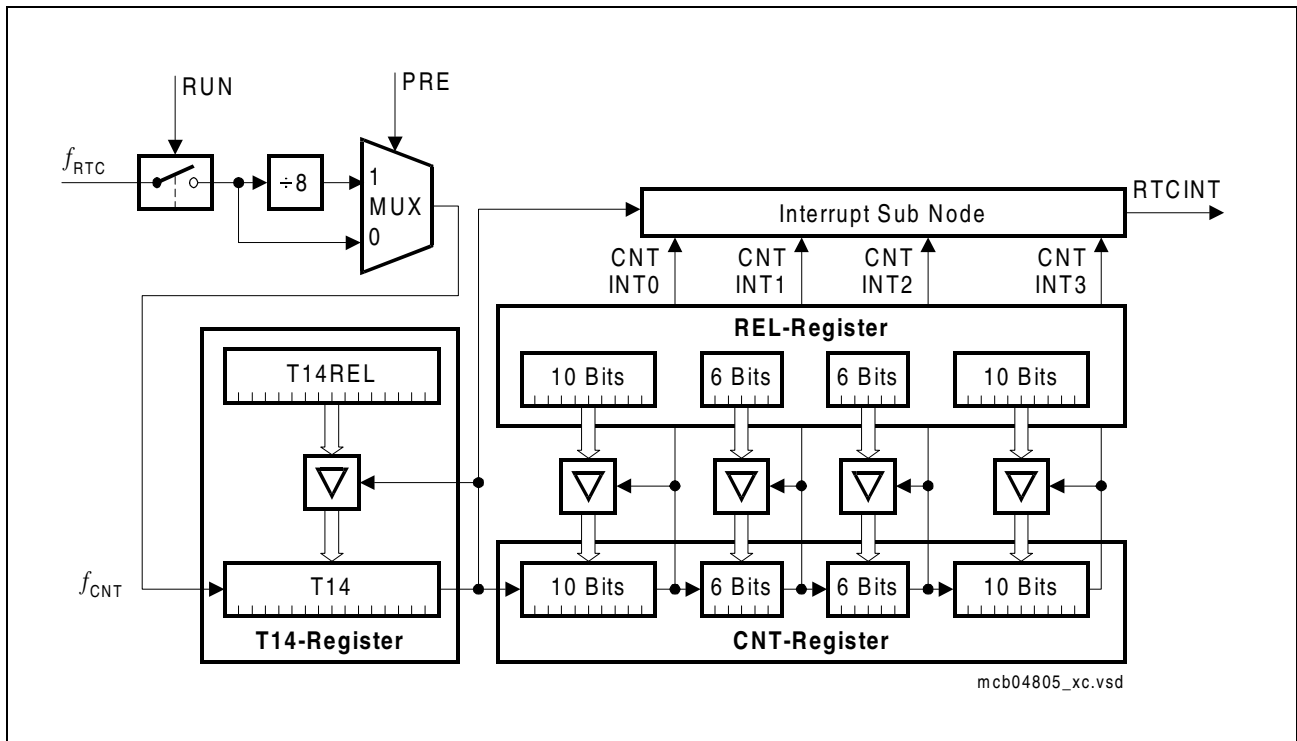 RUN
PRE
fRTC
÷8
1
MUX
0
Interrupt Sub Node
RTCINT
CNT
INT0
CNT
INT1
CNT
INT2
CNT
INT3
REL-Register
T14REL
10 Bits
6 Bits
6 Bits
10 Bits
fCNT
T14
10 Bits
6 Bits
6 Bits
10 Bits
T14-Register
CNT-Register
mcb04805_xc.vsd